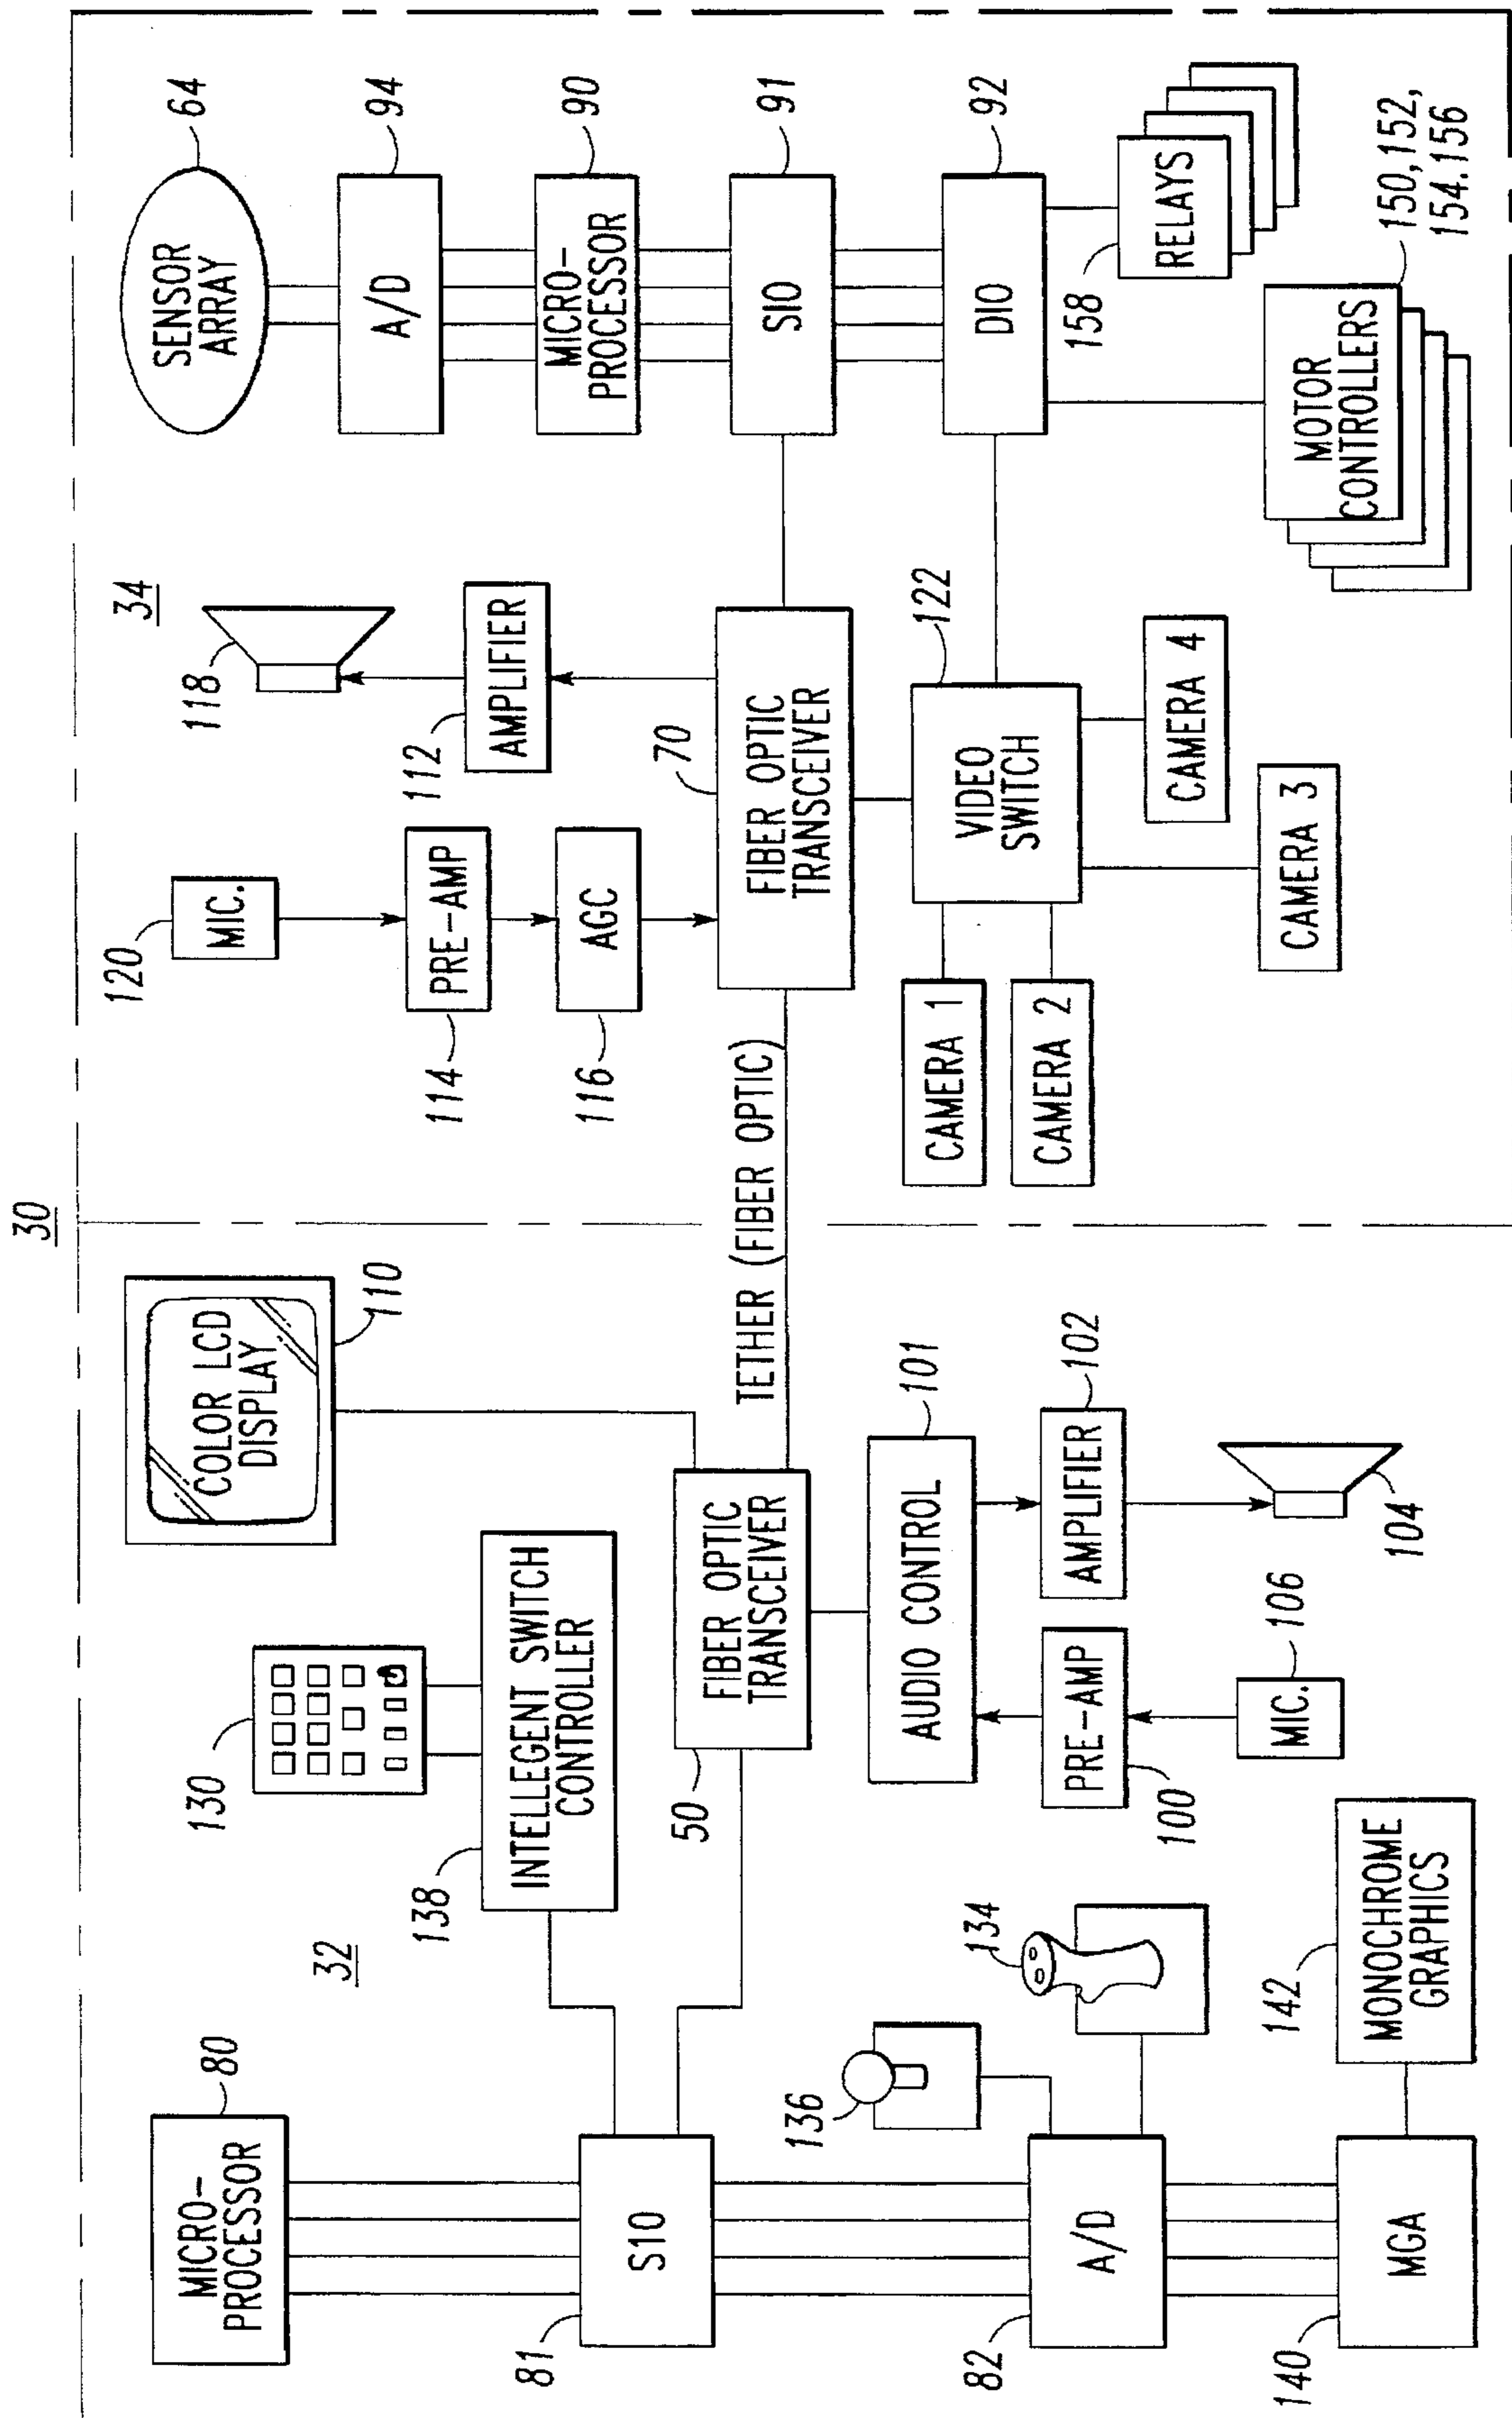 30
32
MICRO-
PROCESSOR
80
130
COLOR LCD
DISPLAY
110
INTELLEGENT SWITCH
CONTROLLER
138
S10
81
FIBER OPTIC
TRANSCEIVER
50
TETHER (FIBER OPTIC)
AUDIO CONTROL
101
136
134
A/D
82
PRE-AMP
100
AMPLIFIER
102
MIC.
106
104
MGA
140
MONOCHROME
GRAPHICS
142
34
MIC.
120
118
SENSOR
ARRAY
64
PRE-AMP
114
AMPLIFIER
112
A/D
94
AGC
116
MICRO-
PROCESSOR
90
FIBER OPTIC
TRANSCEIVER
70
SIO
91
CAMERA 1
CAMERA 2
VIDEO
SWITCH
122
DIO
92
CAMERA 3
CAMERA 4
RELAYS
158
MOTOR
CONTROLLERS
150,152,
154.156